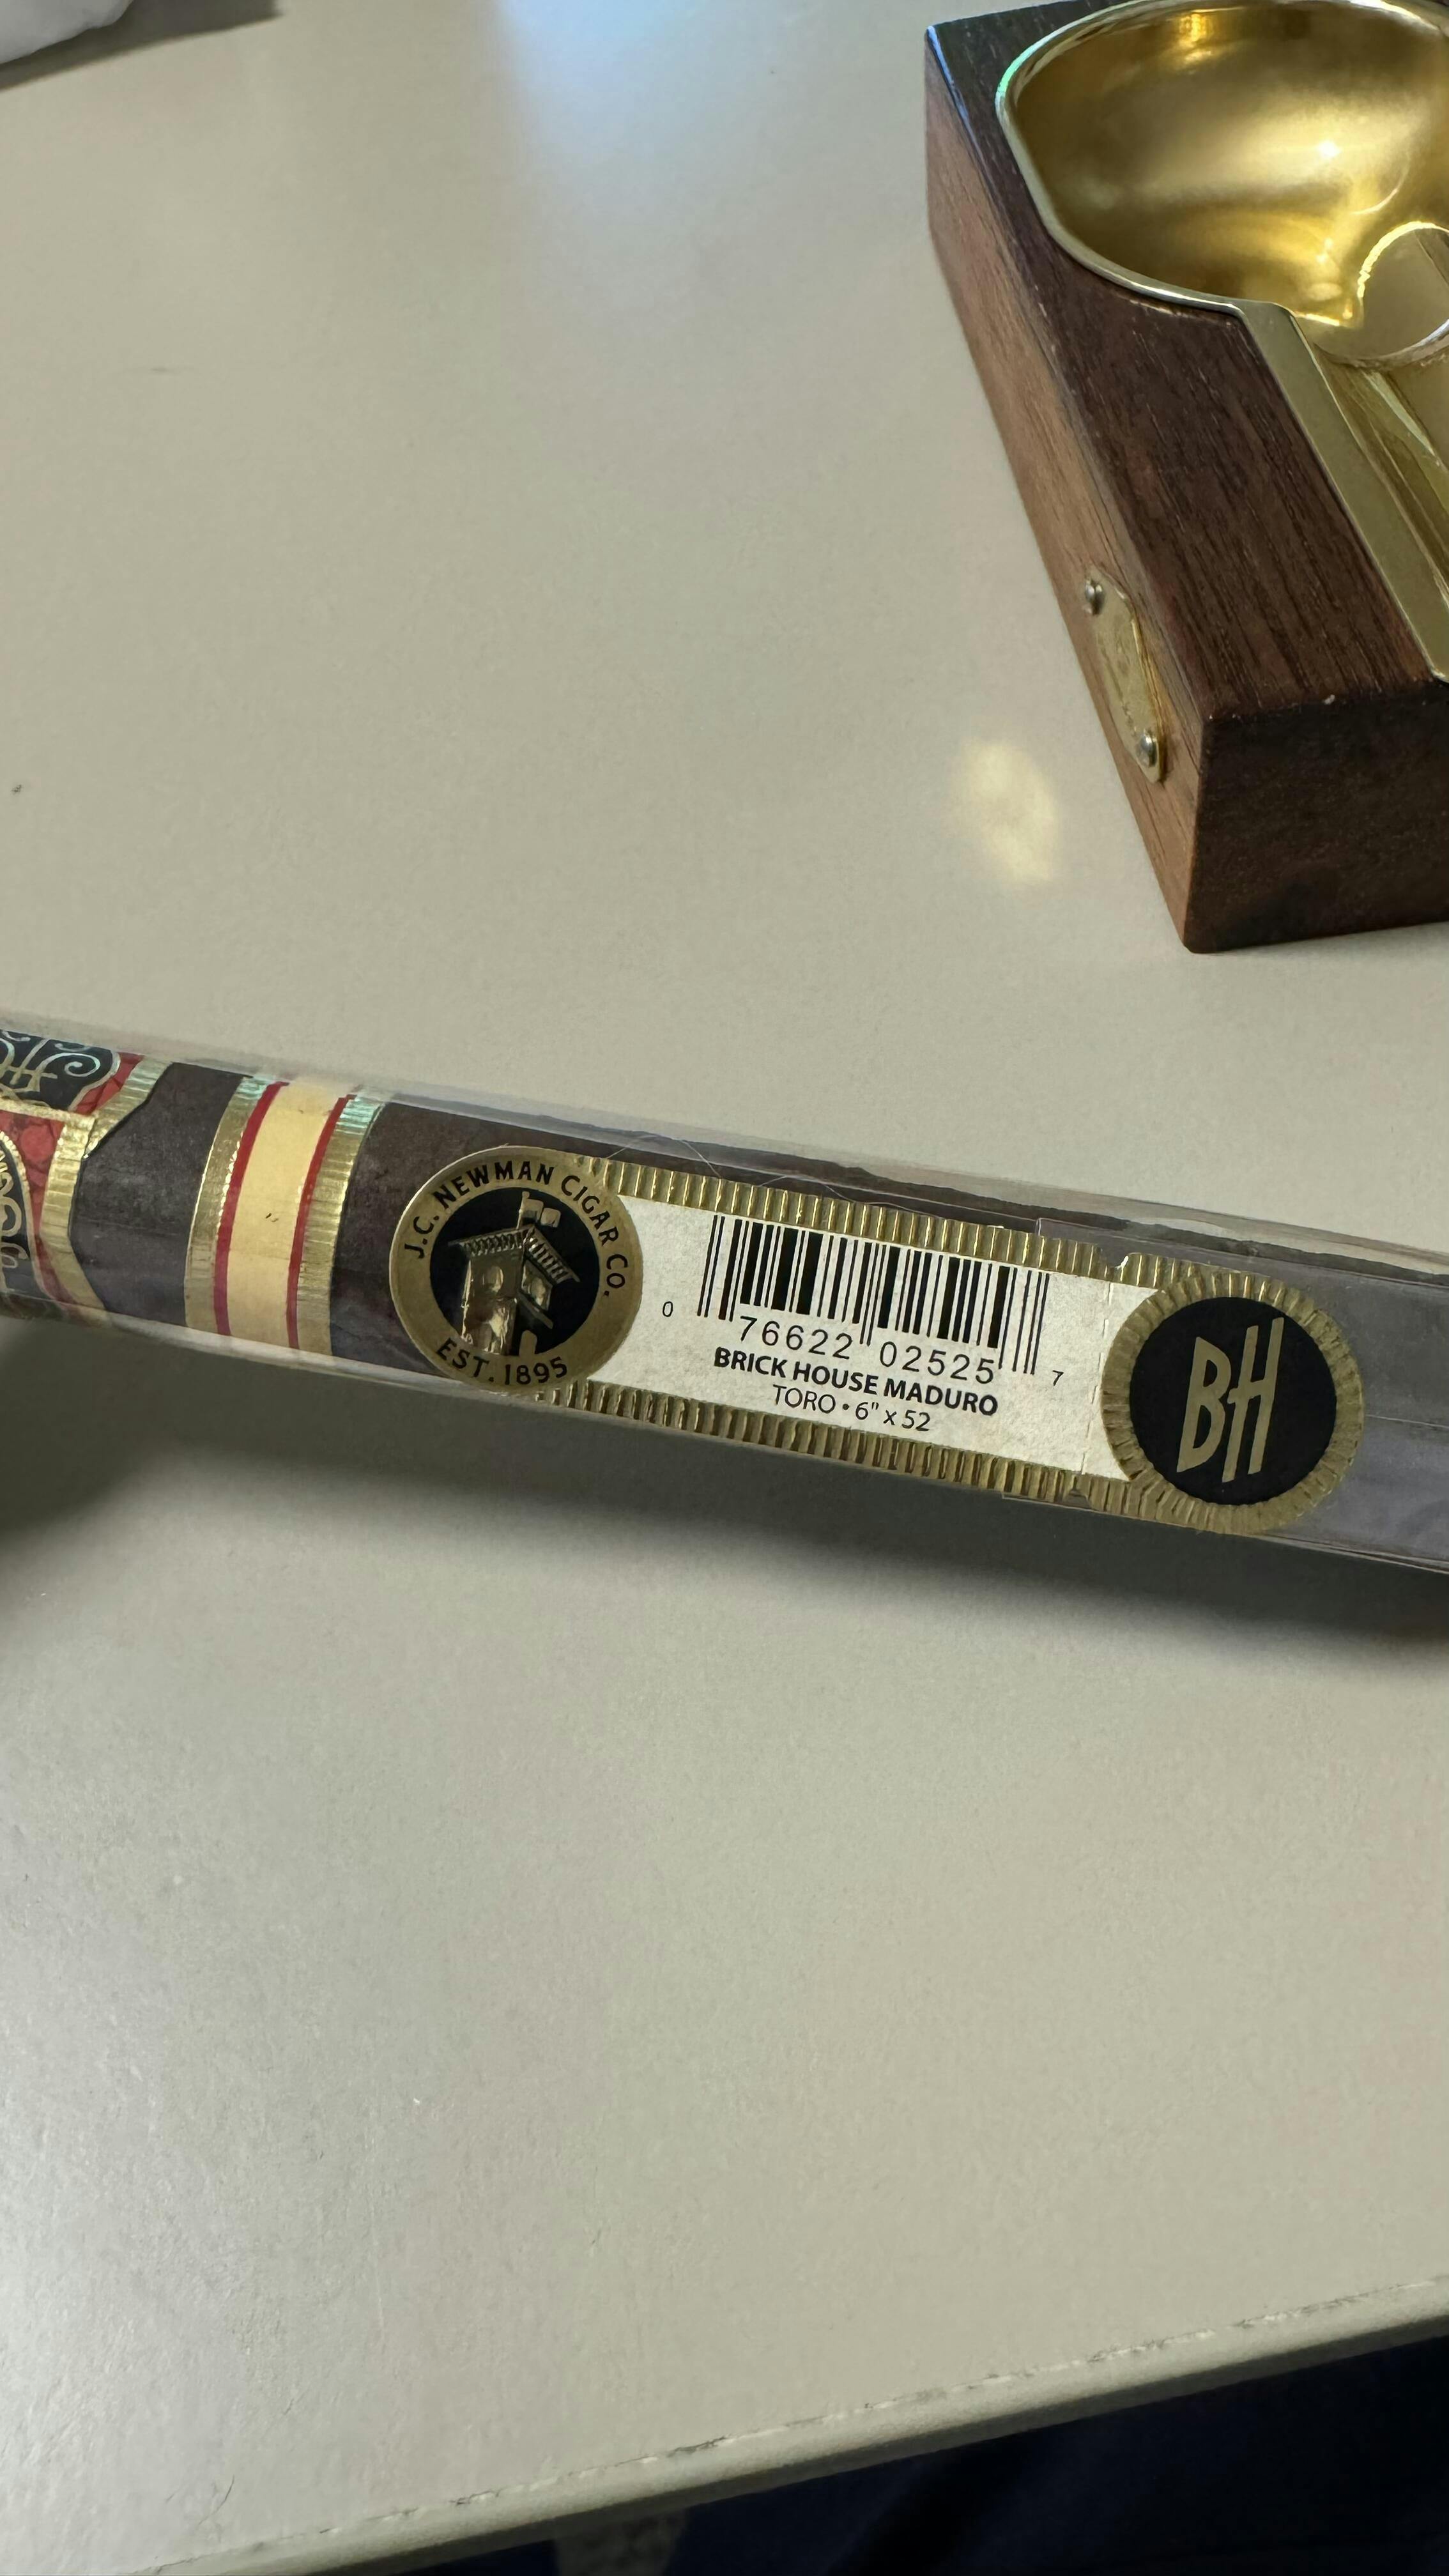 J.C. NEWMAN CIGAR CO.
EST. 1895
0 76622 02525 7
BRICK HOUSE MADURO
TORO • 6" x 52
BH